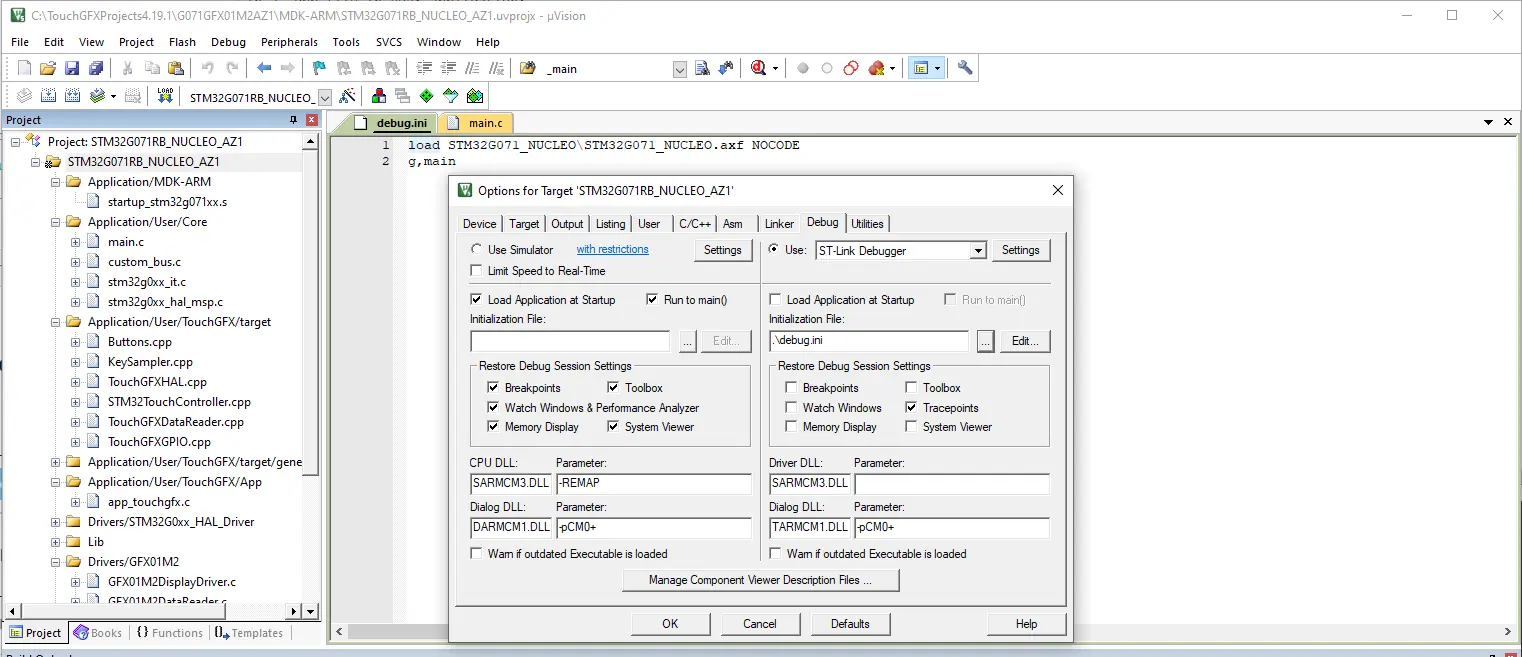 C:\TouchGFXProjects4.19.1\G071GFX01M2AZ1\MDK-ARM\STM32G071RB_NUCLEO_AZ1.uvprojx - µVision
File Edit View Project Flash Debug Peripherals Tools SVCS Window Help
_main
LOAD STM32G071RB_NUCLEO_
Project
Project: STM32G071RB_NUCLEO_AZ1
STM32G071RB_NUCLEO_AZ1
Application/MDK-ARM
startup_stm32g071xx.s
Application/User/Core
main.c
custom_bus.c
stm32g0xx_it.c
stm32g0xx_hal_msp.c
Application/User/TouchGFX/target
Buttons.cpp
KeySampler.cpp
TouchGFXHAL.cpp
STM32TouchController.cpp
TouchGFXDataReader.cpp
TouchGFXGPIO.cpp
Application/User/TouchGFX/target/gene
Application/User/TouchGFX/App
app_touchgfx.c
Drivers/STM32G0xx_HAL_Driver
Lib
Drivers/GFX01M2
GFX01M2DisplayDriver.c
GFX01M2DataReader.c
Project Books {} Functions 0 Templates
debug.ini main.c
1 load STM32G071_NUCLEO\STM32G071_NUCLEO.axf NOCODE
2 g,main
Options for Target 'STM32G071RB_NUCLEO_AZ1'
Device Target Output Listing User C/C++ Asm Linker Debug Utilities
Use Simulator with restrictions Settings
Limit Speed to Real-Time
Load Application at Startup Run to main()
Initialization File:
... Edit...
Restore Debug Session Settings
Breakpoints Toolbox
Watch Windows & Performance Analyzer
Memory Display System Viewer
CPU DLL: Parameter:
SARMCM3.DLL -REMAP
Dialog DLL: Parameter:
DARMCM1.DLL -pCM0+
Warn if outdated Executable is loaded
Use: ST-Link Debugger Settings
Load Application at Startup Run to main()
Initialization File:
.\debug.ini ... Edit...
Restore Debug Session Settings
Breakpoints Toolbox
Watch Windows Tracepoints
Memory Display System Viewer
Driver DLL: Parameter:
SARMCM3.DLL
Dialog DLL: Parameter:
TARMCM1.DLL -pCM0+
Warn if outdated Executable is loaded
Manage Component Viewer Description Files ...
OK Cancel Defaults Help